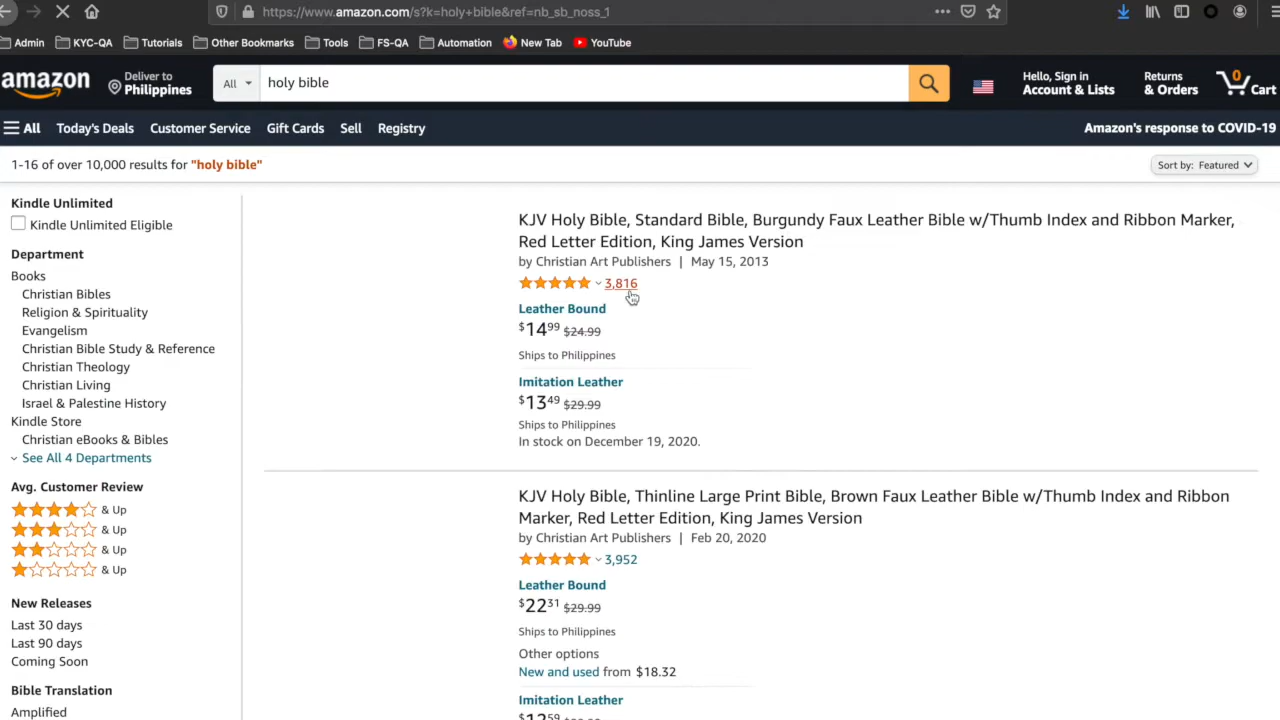 https://www.amazon.com/s?k=holy+bible&ref=nb_sb_noss_1
Admin KYC-QA Tutorials Other Bookmarks Tools FS-QA Automation New Tab YouTube
amazon Deliver to Philippines All holy bible Hello, Sign in Account & Lists Returns & Orders 0 Cart
All Today's Deals Customer Service Gift Cards Sell Registry Amazon's response to COVID-19
1-16 of over 10,000 results for "holy bible" Sort by: Featured
Kindle Unlimited
Kindle Unlimited Eligible
Department
Books
Christian Bibles
Religion & Spirituality
Evangelism
Christian Bible Study & Reference
Christian Theology
Christian Living
Israel & Palestine History
Kindle Store
Christian eBooks & Bibles
See All 4 Departments
Avg. Customer Review
& Up
& Up
& Up
& Up
New Releases
Last 30 days
Last 90 days
Coming Soon
Bible Translation
Amplified
KJV Holy Bible, Standard Bible, Burgundy Faux Leather Bible w/Thumb Index and Ribbon Marker,
Red Letter Edition, King James Version
by Christian Art Publishers | May 15, 2013
3,816
Leather Bound
$1499 $24.99
Ships to Philippines
Imitation Leather
$1349 $29.99
Ships to Philippines
In stock on December 19, 2020.
KJV Holy Bible, Thinline Large Print Bible, Brown Faux Leather Bible w/Thumb Index and Ribbon
Marker, Red Letter Edition, King James Version
by Christian Art Publishers | Feb 20, 2020
3,952
Leather Bound
$2231 $29.99
Ships to Philippines
Other options
New and used from $18.32
Imitation Leather
$1259